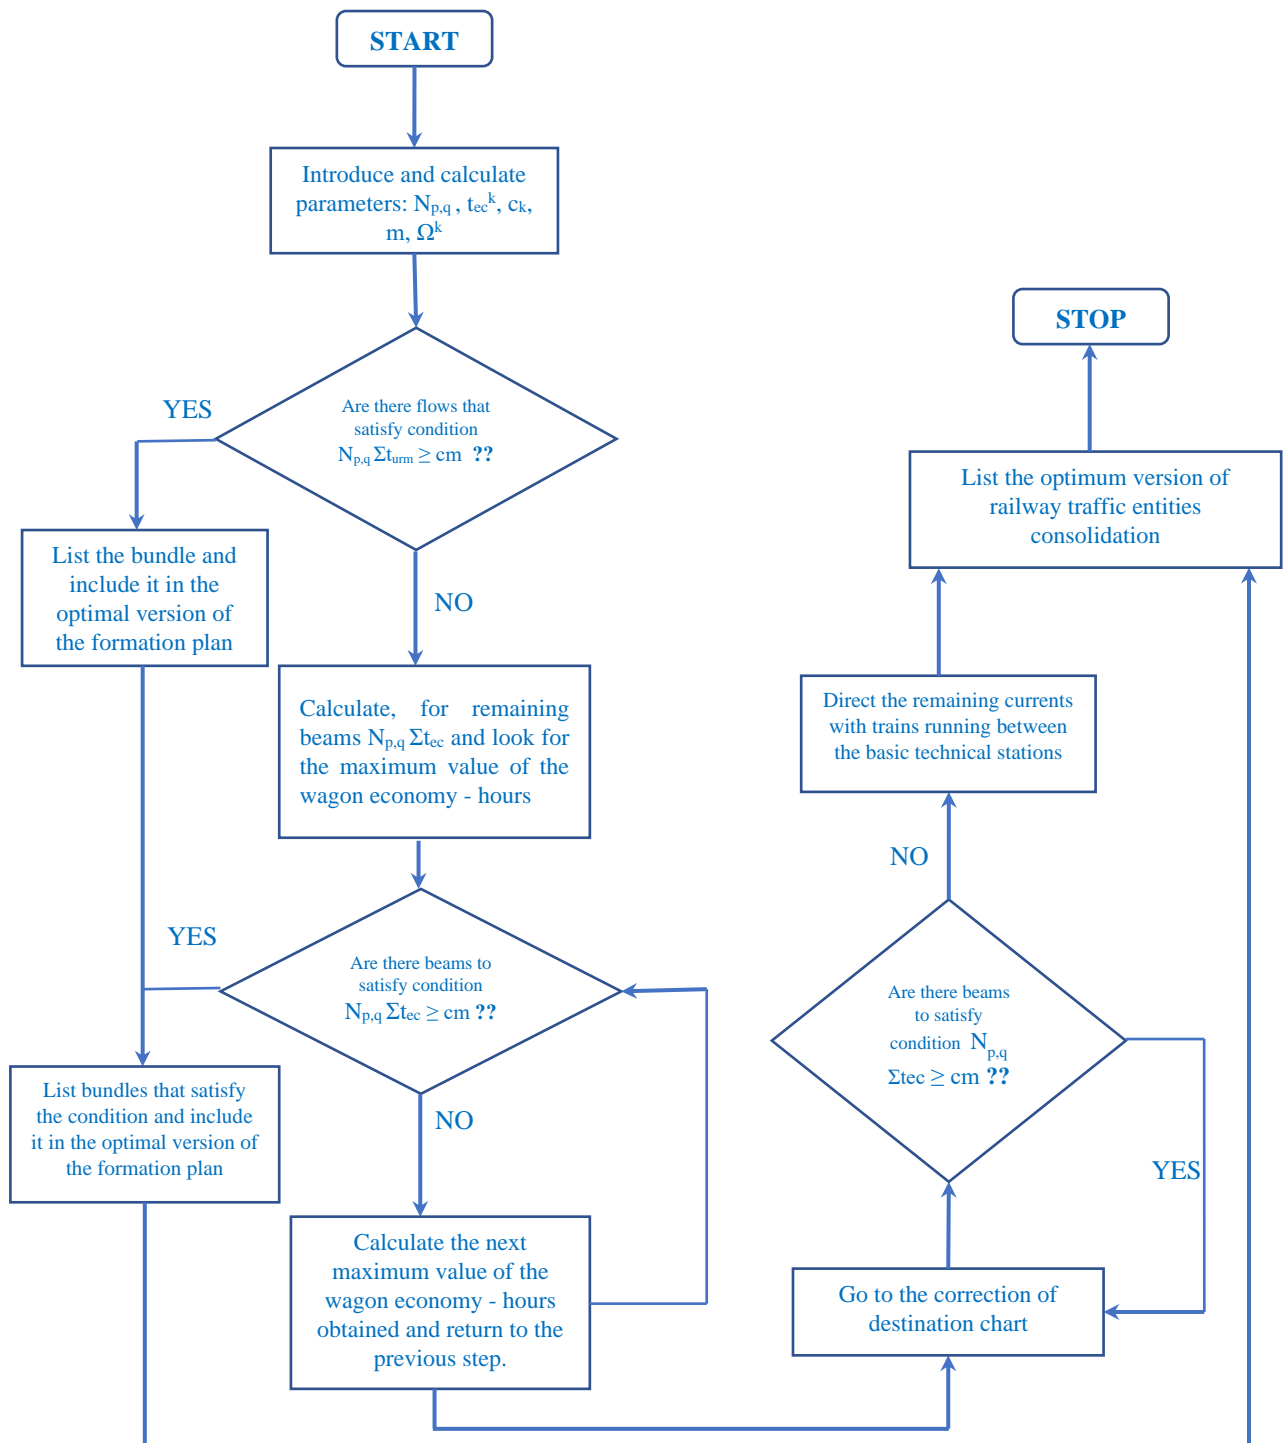 START
Introduce and calculate
parameters: Np,q , tec^k, ck,
m, Ω^k
Are there flows that
satisfy condition
Np,q Σturm ≥ cm ??
YES
NO
List the bundle and
include it in the
optimal version of
the formation plan
Calculate, for remaining
beams Np,q Σtec and look for
the maximum value of the
wagon economy - hours
Are there beams to
satisfy condition
Np,q Σtec ≥ cm ??
YES
NO
List bundles that satisfy
the condition and include
it in the optimal version of
the formation plan
Calculate the next
maximum value of the
wagon economy - hours
obtained and return to the
previous step.
Go to the correction of
destination chart
Are there beams
to satisfy
condition Np,q
Σtec ≥ cm ??
YES
NO
Direct the remaining currents
with trains running between
the basic technical stations
List the optimum version of
railway traffic entities
consolidation
STOP